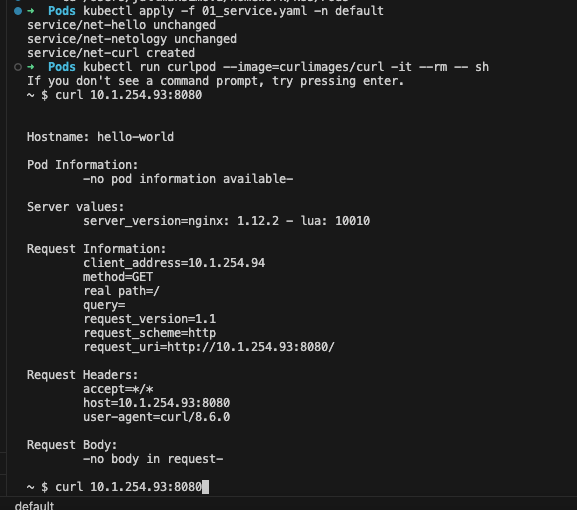 ➜ Pods kubectl apply -f 01_service.yaml -n default
service/net-hello unchanged
service/net-netology unchanged
service/net-curl created
➜ Pods kubectl run curlpod --image=curlimages/curl -it --rm -- sh
If you don't see a command prompt, try pressing enter.
~ $ curl 10.1.254.93:8080
Hostname: hello-world
Pod Information:
-no pod information available-
Server values:
server_version=nginx: 1.12.2 - lua: 10010
Request Information:
client_address=10.1.254.94
method=GET
real path=/
query=
request_version=1.1
request_scheme=http
request_uri=http://10.1.254.93:8080/
Request Headers:
accept=*/*
host=10.1.254.93:8080
user-agent=curl/8.6.0
Request Body:
-no body in request-
~ $ curl 10.1.254.93:8080
default